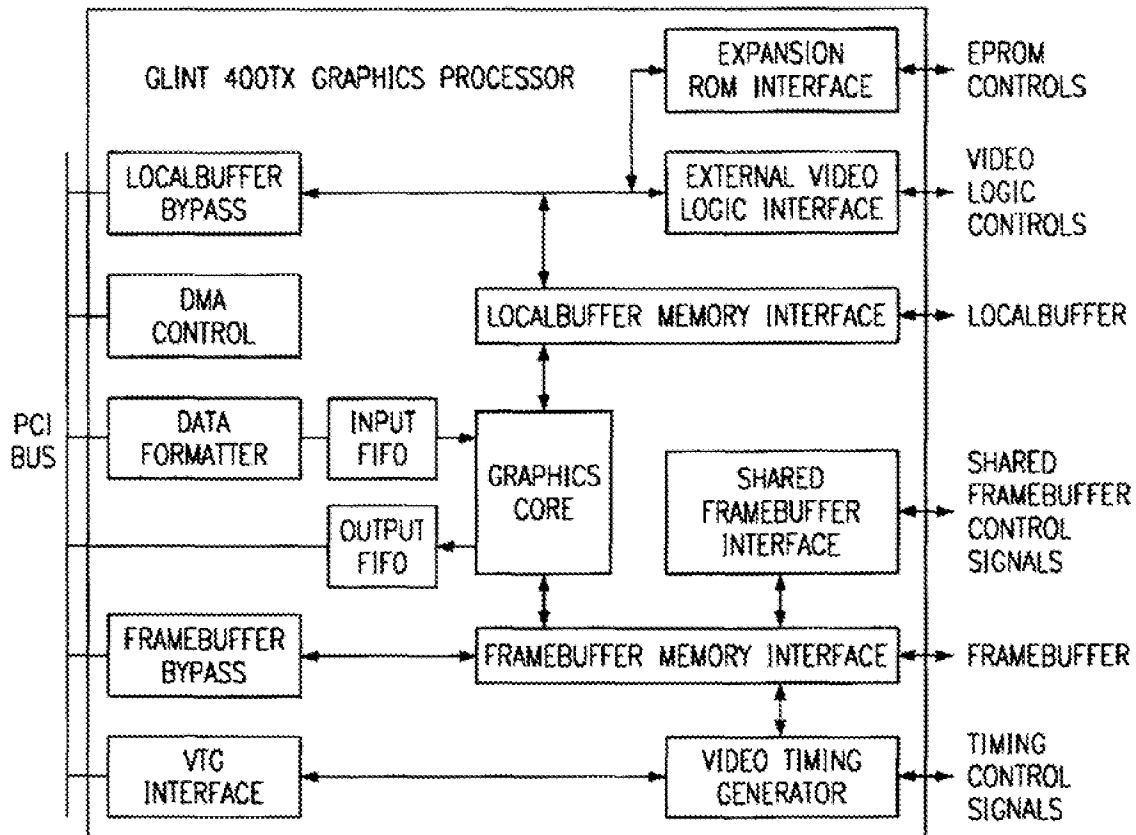 GLINT 400TX GRAPHICS PROCESSOR
EXPANSION
ROM INTERFACE
EPROM
CONTROLS
LOCALBUFFER
BYPASS
EXTERNAL VIDEO
LOGIC INTERFACE
VIDEO
LOGIC
CONTROLS
DMA
CONTROL
LOCALBUFFER MEMORY INTERFACE
LOCALBUFFER
PCI
BUS
DATA
FORMATTER
INPUT
FIFO
GRAPHICS
CORE
SHARED
FRAMEBUFFER
INTERFACE
SHARED
FRAMEBUFFER
CONTROL
SIGNALS
OUTPUT
FIFO
FRAMEBUFFER
BYPASS
FRAMEBUFFER MEMORY INTERFACE
FRAMEBUFFER
VTG
INTERFACE
VIDEO TIMING
GENERATOR
TIMING
CONTROL
SIGNALS